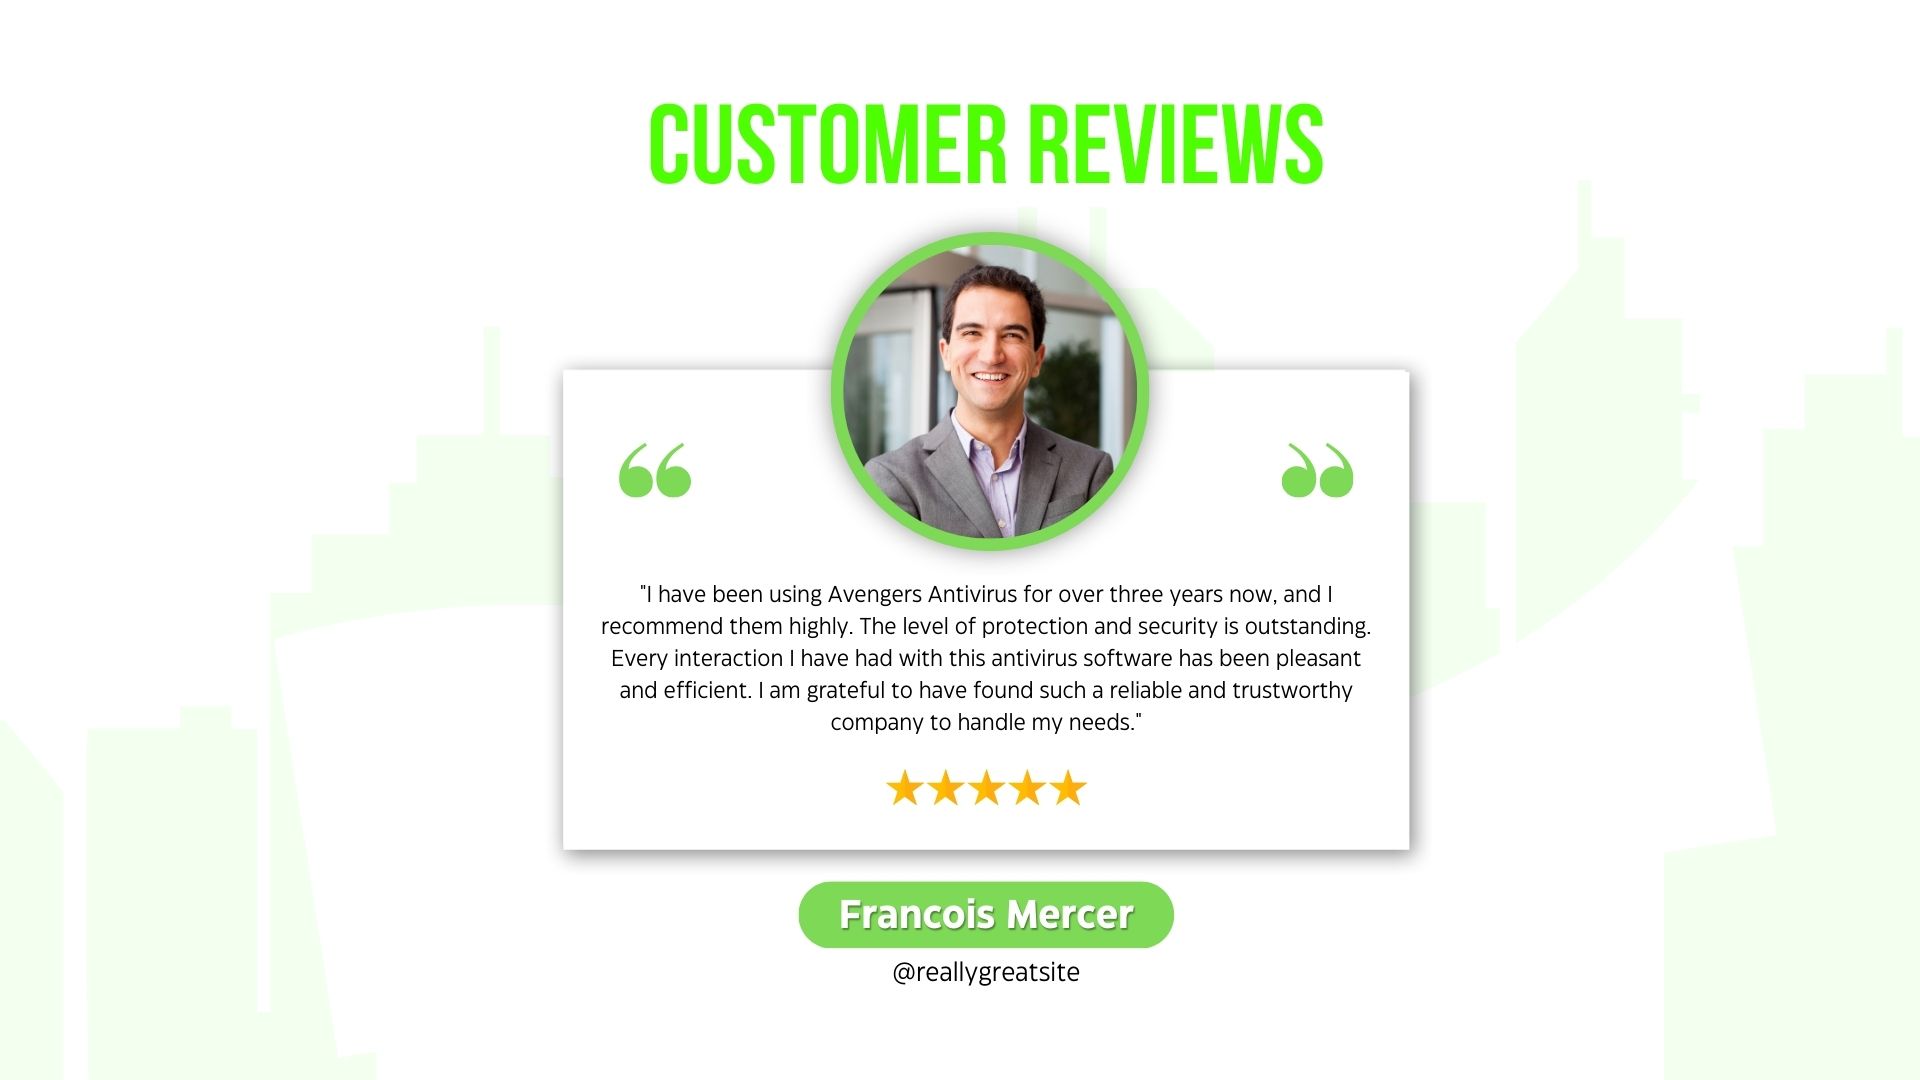 CUSTOMER REVIEWS
"I have been using Avengers Antivirus for over three years now, and I
recommend them highly. The level of protection and security is outstanding.
Every interaction I have had with this antivirus software has been pleasant
and efficient. I am grateful to have found such a reliable and trustworthy
company to handle my needs."
Francois Mercer
@reallygreatsite